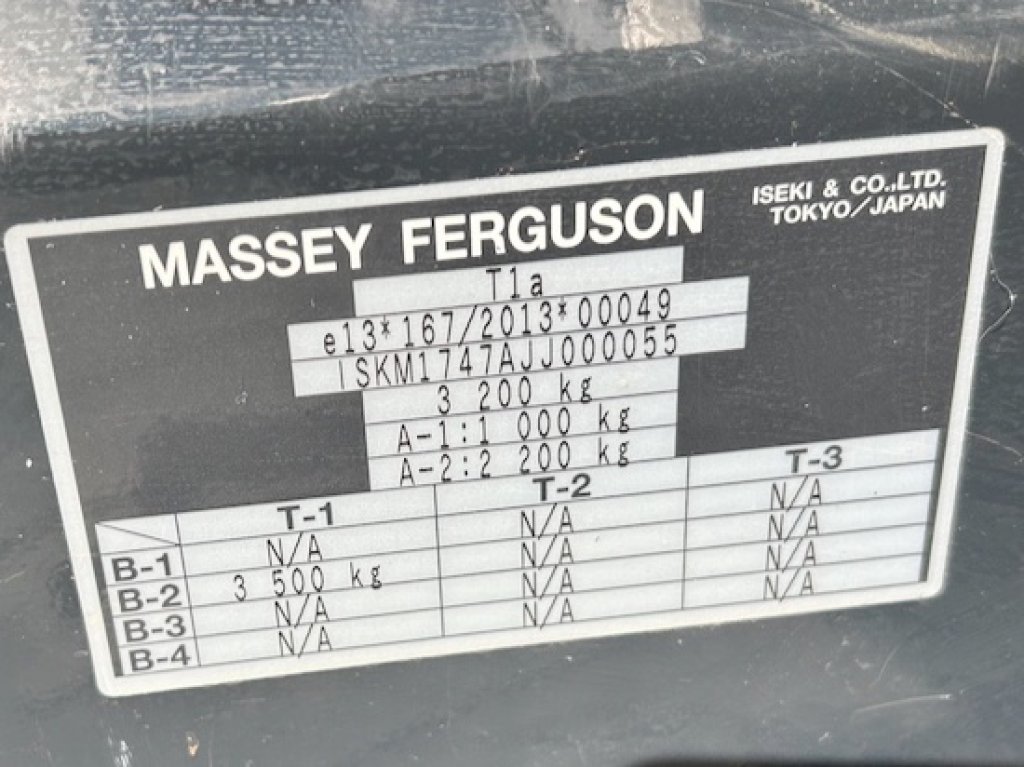 MASSEY FERGUSON
ISEKI & CO.,LTD.
TOKYO/JAPAN
T1a
e13*167/2013*00049
ISKM1747AJJ000055
3 200 kg
A-1:1 000 kg
A-2:2 200 kg
T-1 T-2 T-3
B-1 N/A N/A N/A
B-2 3 500 kg N/A N/A
B-3 N/A N/A N/A
B-4 N/A N/A N/A